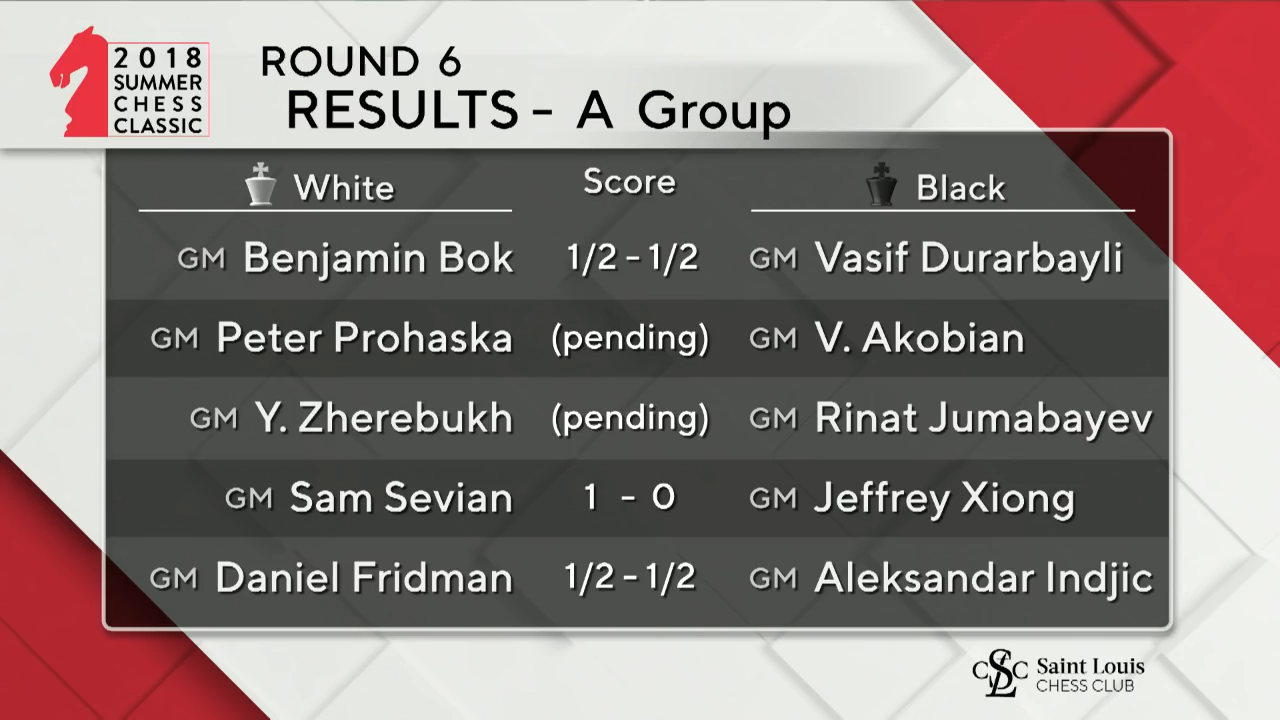 2018
SUMMER
CHESS
CLASSIC
ROUND 6
RESULTS - A Group
White Score Black
GM Benjamin Bok 1/2 - 1/2 GM Vasif Durarbayli
GM Peter Prohaska (pending) GM V. Akobian
GM Y. Zherebukh (pending) GM Rinat Jumabayev
GM Sam Sevian 1 - 0 GM Jeffrey Xiong
GM Daniel Fridman 1/2 - 1/2 GM Aleksandar Indjic
CSLC Saint Louis
CHESS CLUB